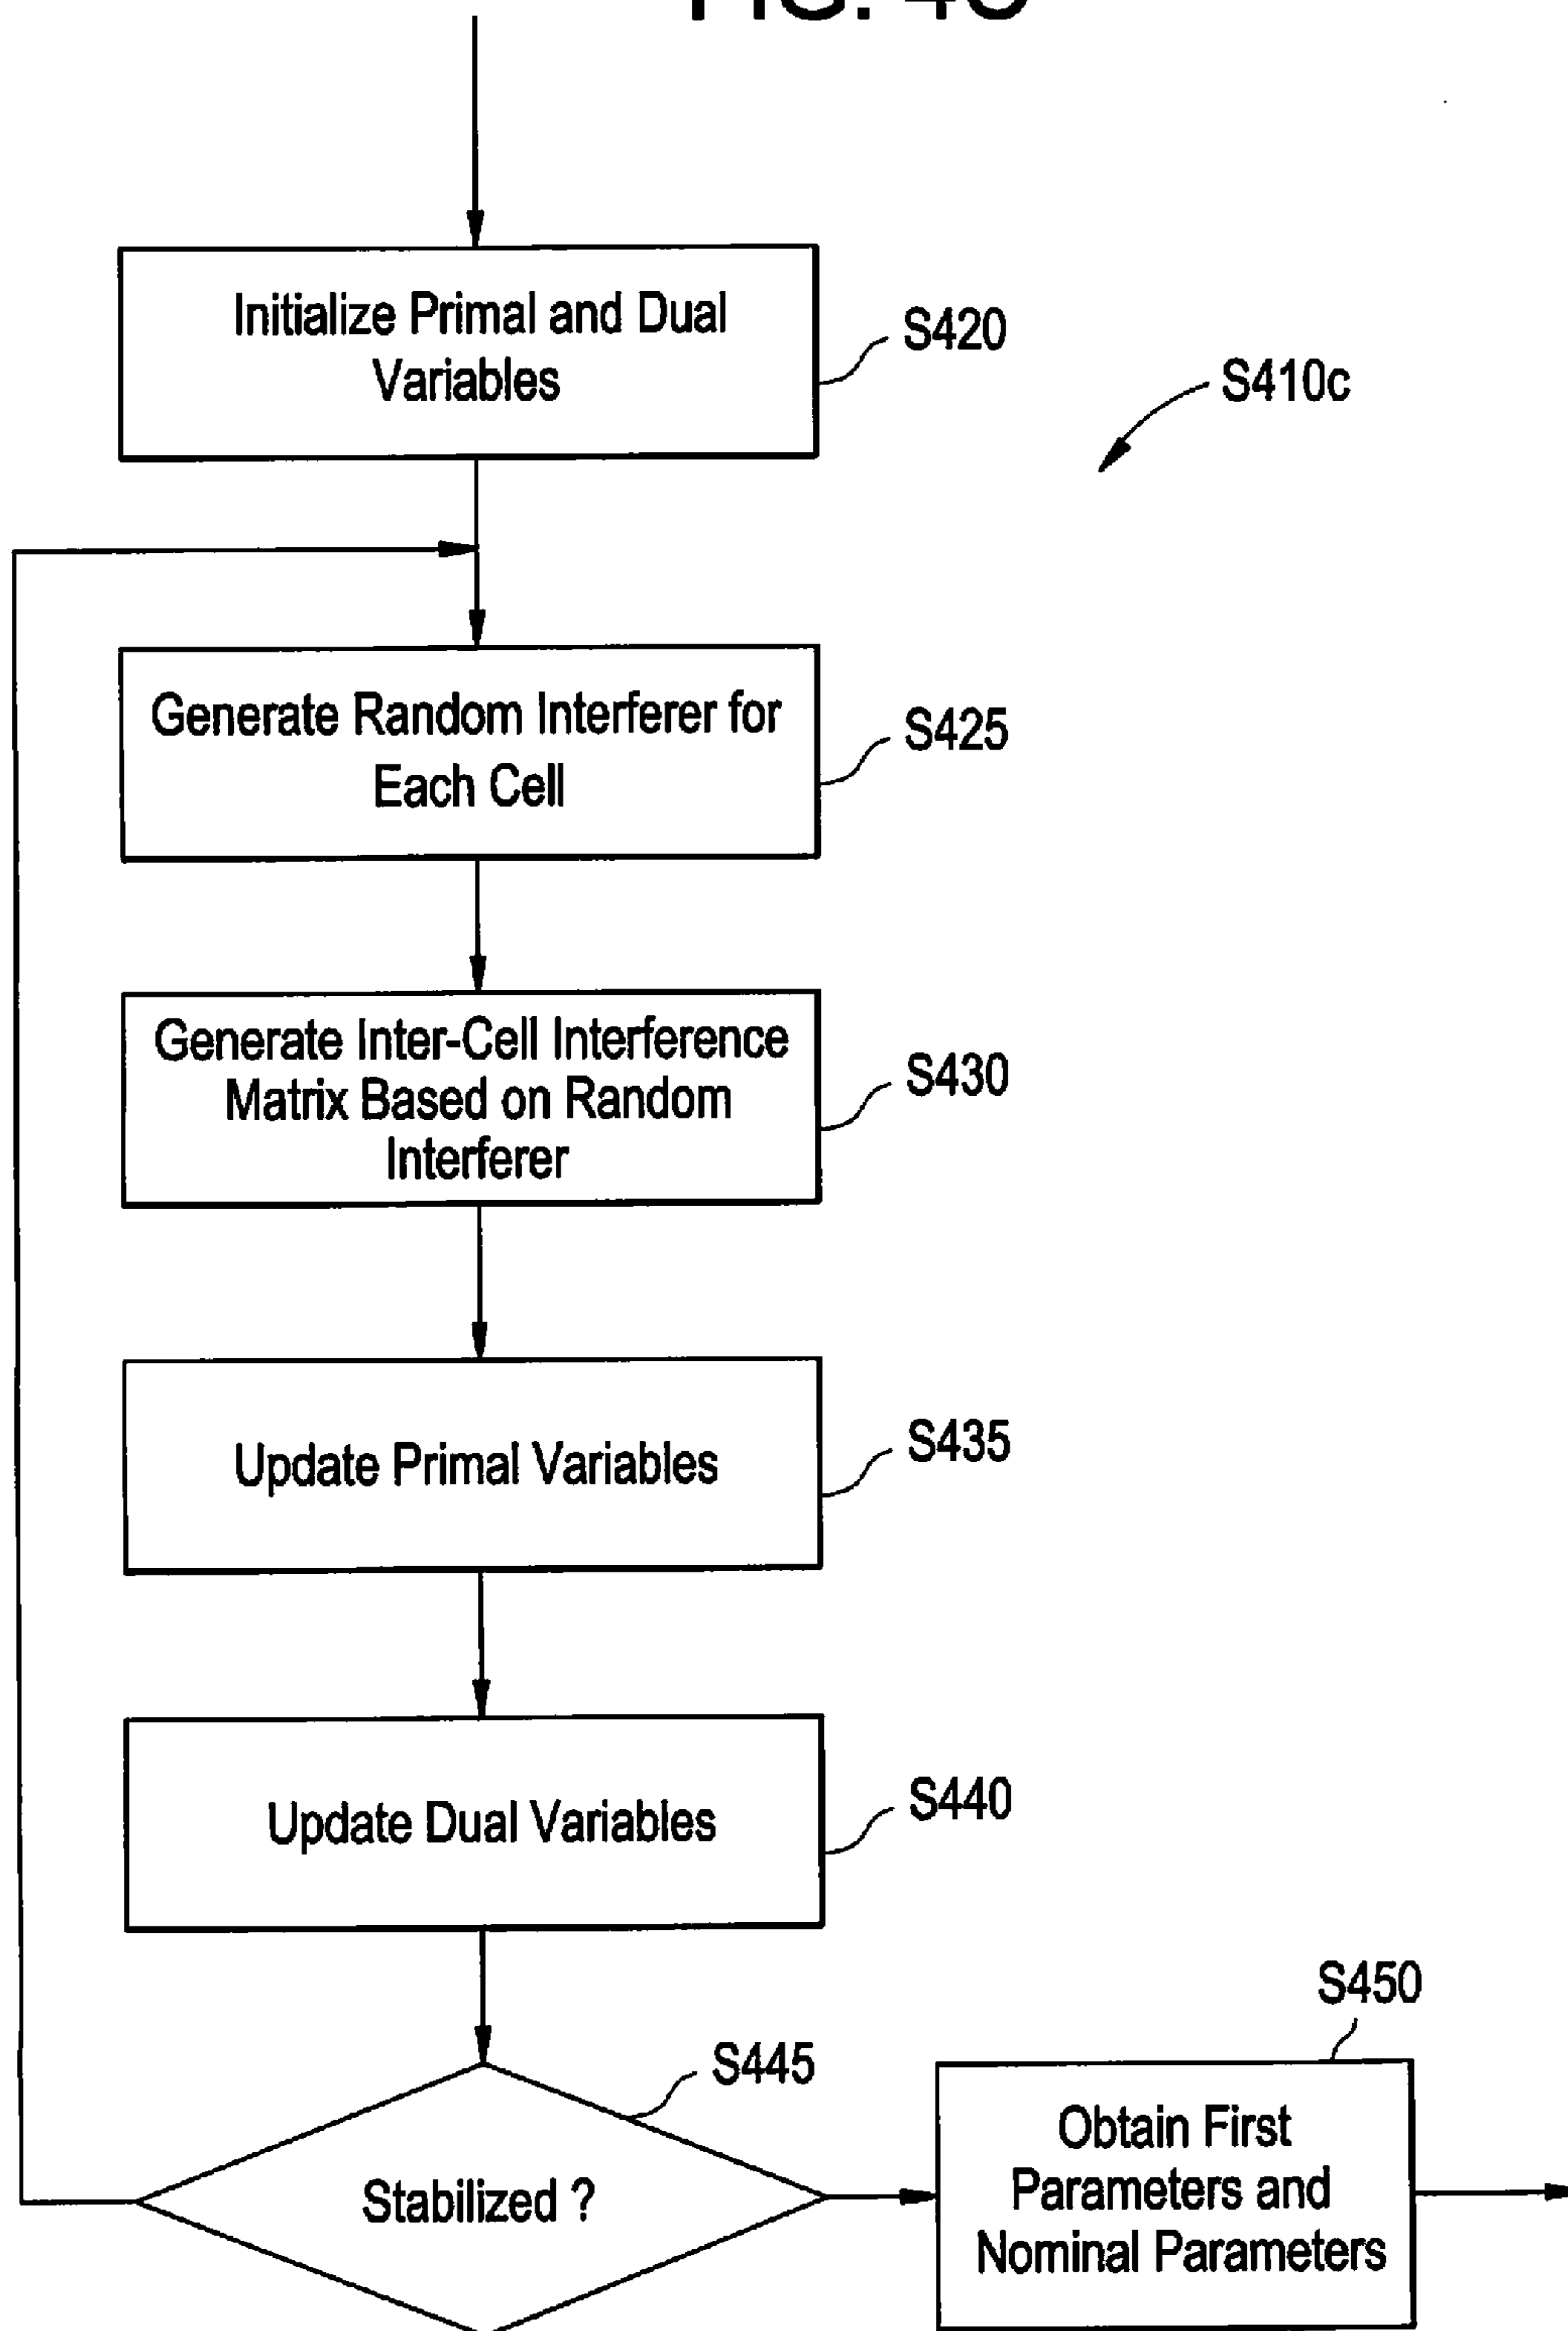 FIG. 4C
Initialize Primal and Dual
Variables
S420
S410c
Generate Random Interferer for
Each Cell
S425
Generate Inter-Cell Interference
Matrix Based on Random
Interferer
S430
Update Primal Variables
S435
Update Dual Variables
S440
S450
S445
Stabilized ?
Obtain First
Parameters and
Nominal Parameters